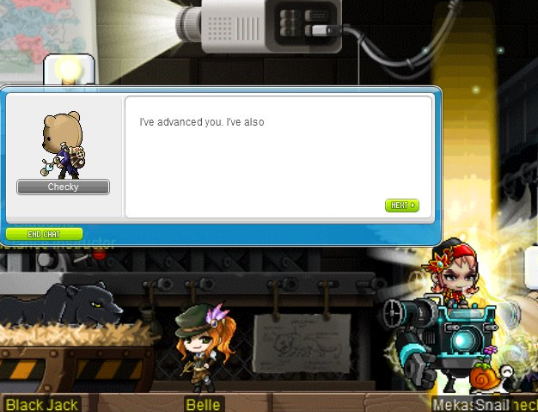 I've advanced you. I've also
Checky
NEXT
END CHAT
Black Jack
Belle
Mekas
Snail